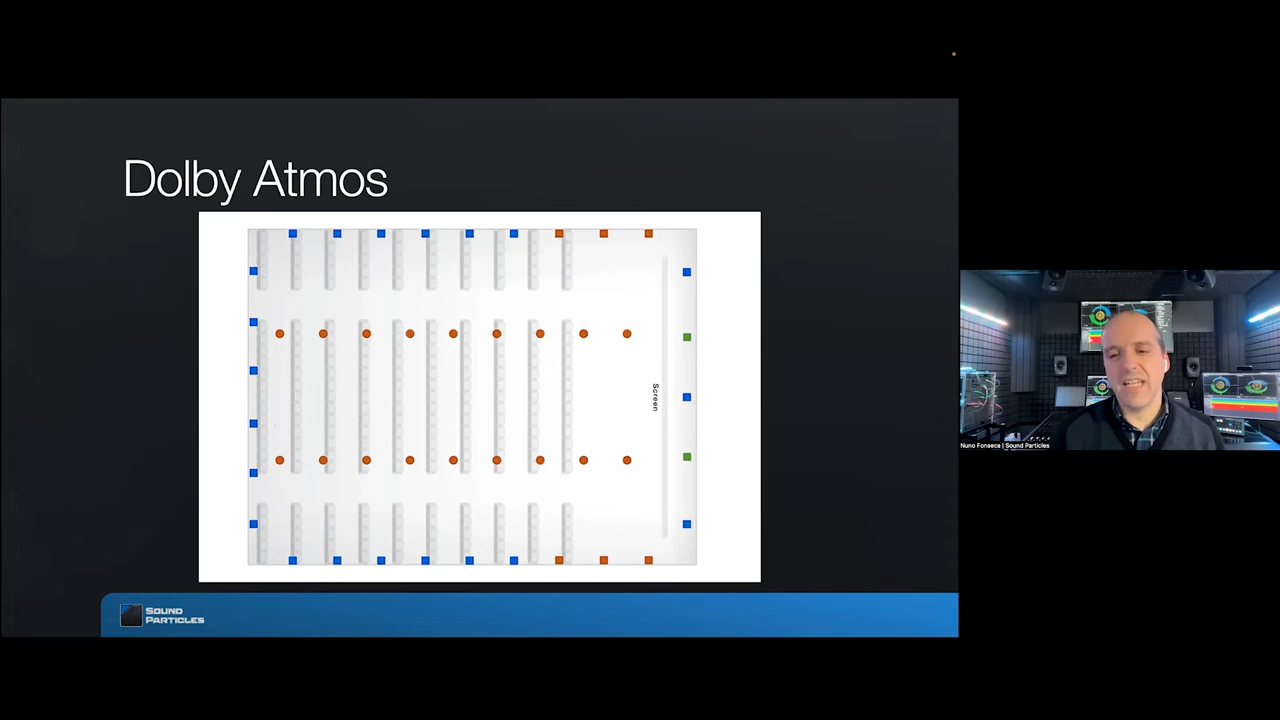 Dolby Atmos
Screen
SOUND
PARTICLES
Nuno Fonseca | Sound Particles